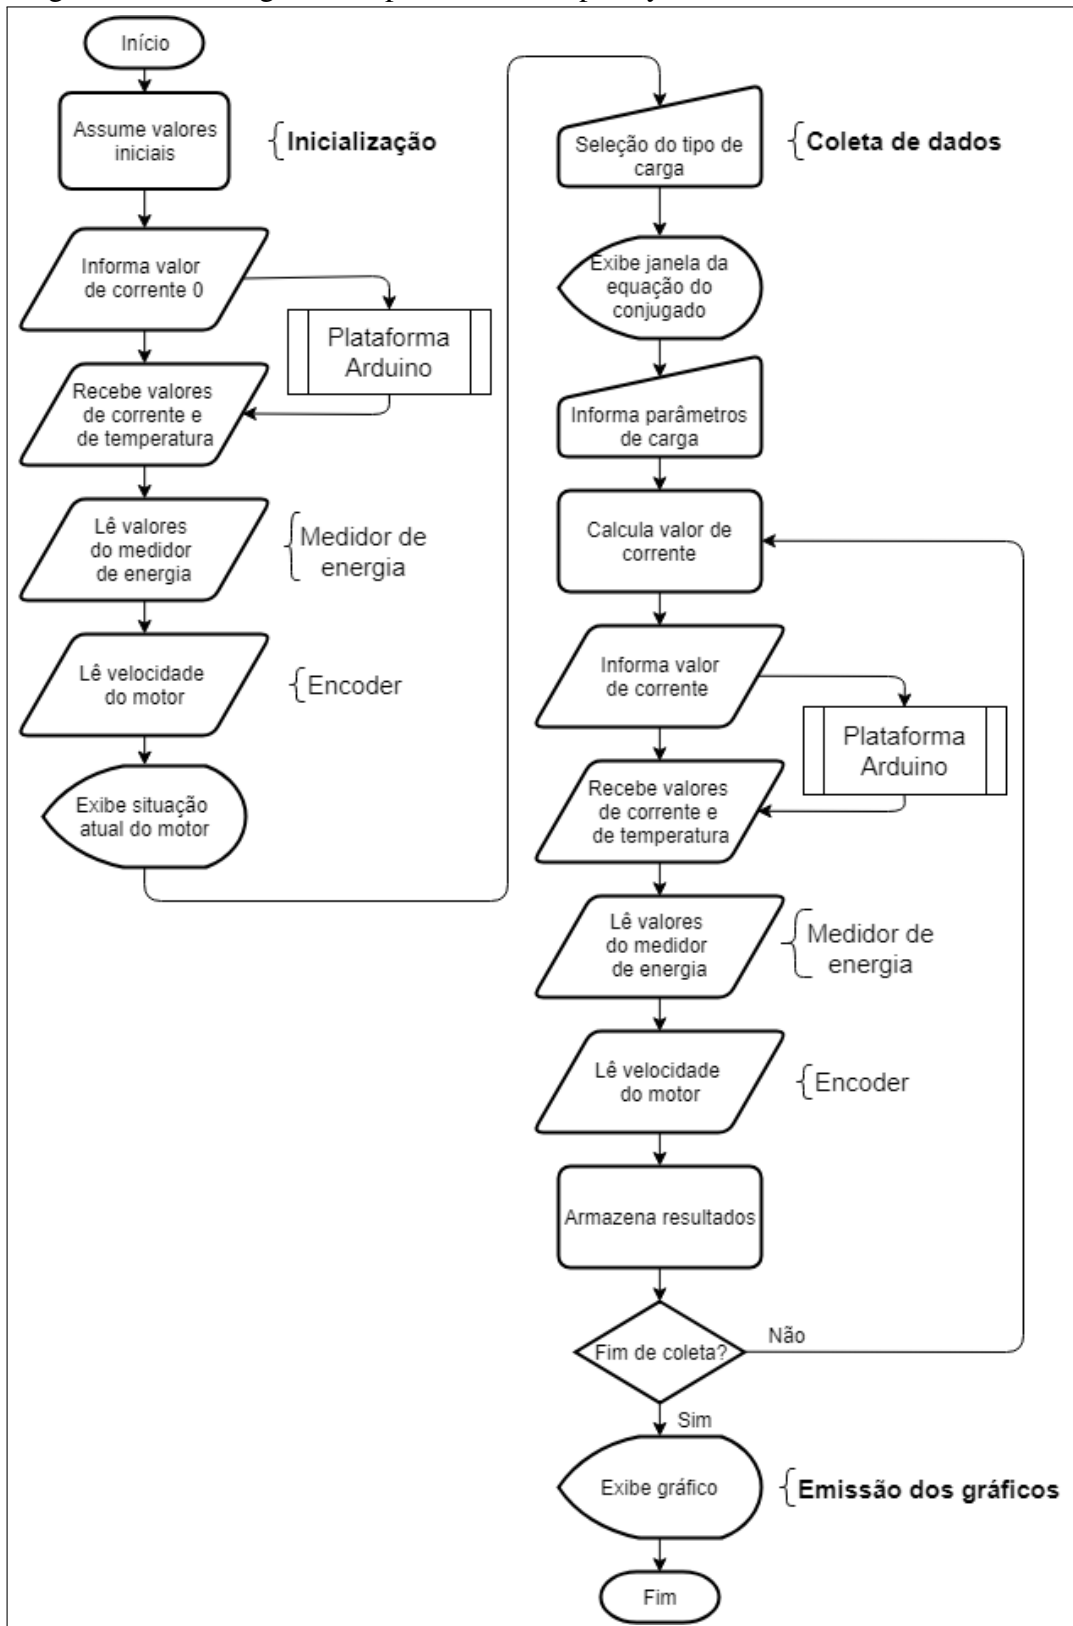 Início
Assume valores
iniciais
Inicialização
Informa valor
de corrente 0
Plataforma
Arduino
Recebe valores
de corrente e
de temperatura
Lê valores
do medidor
de energia
Medidor de
energia
Lê velocidade
do motor
Encoder
Exibe situação
atual do motor
Seleção do tipo de
carga
Coleta de dados
Exibe janela da
equação do
conjugado
Informa parâmetros
de carga
Calcula valor de
corrente
Informa valor
de corrente
Plataforma
Arduino
Recebe valores
de corrente e
de temperatura
Lê valores
do medidor
de energia
Medidor de
energia
Lê velocidade
do motor
Encoder
Armazena resultados
Fim de coleta?
Não
Sim
Exibe gráfico
Emissão dos gráficos
Fim